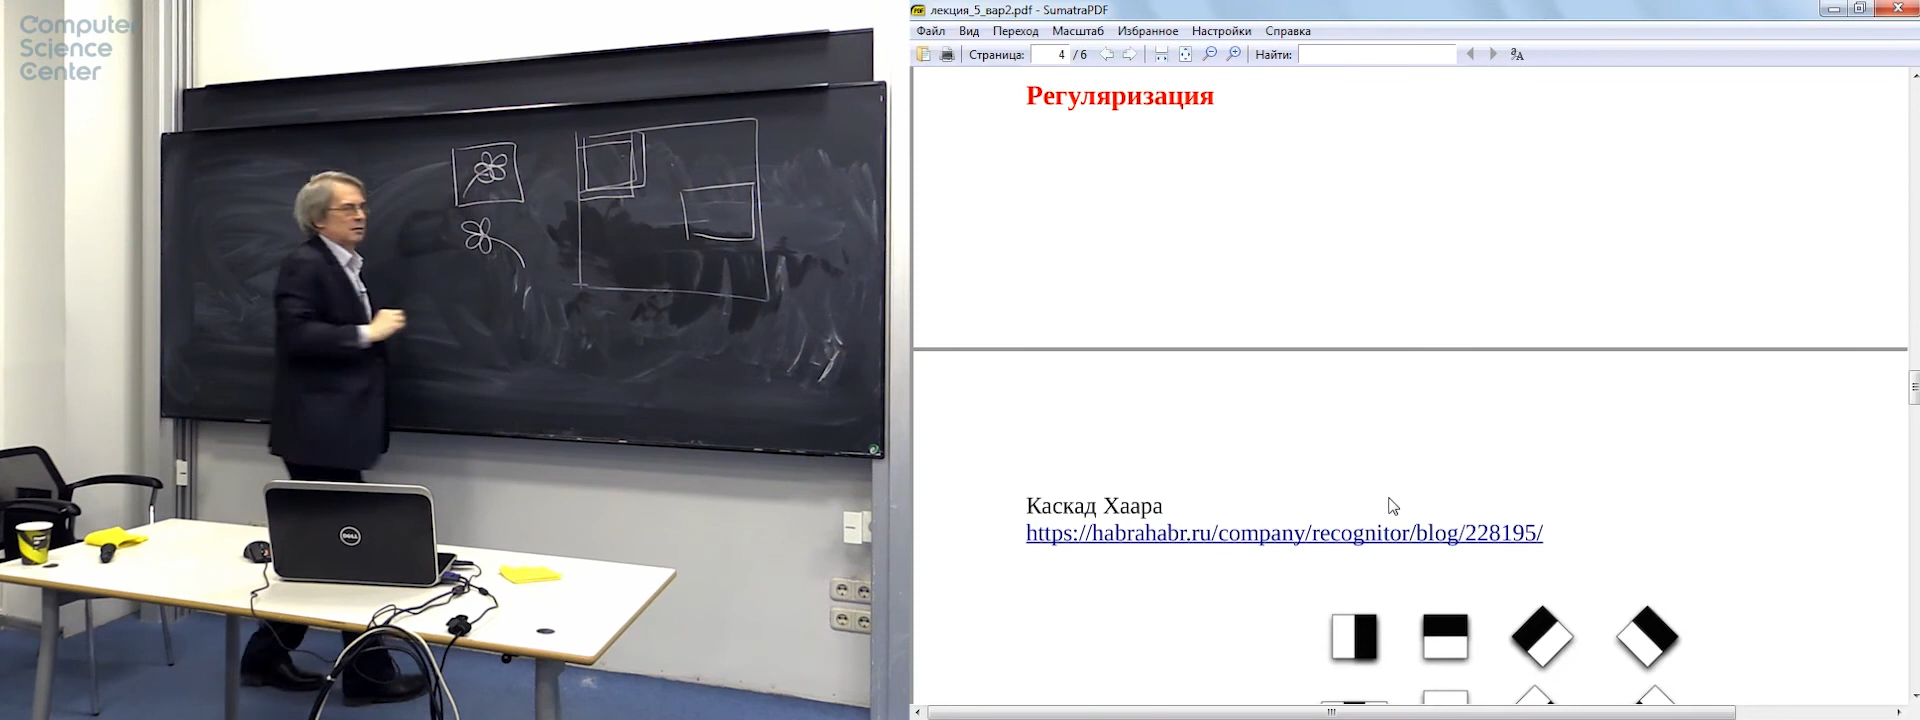 Computer
Science
Center
лекция_5_вар2.pdf - SumatraPDF
Файл Вид Переход Масштаб Избранное Настройки Справка
Страница: 4 / 6 Найти:
Регуляризация
Каскад Хаара
https://habrahabr.ru/company/recognitor/blog/228195/
DELL